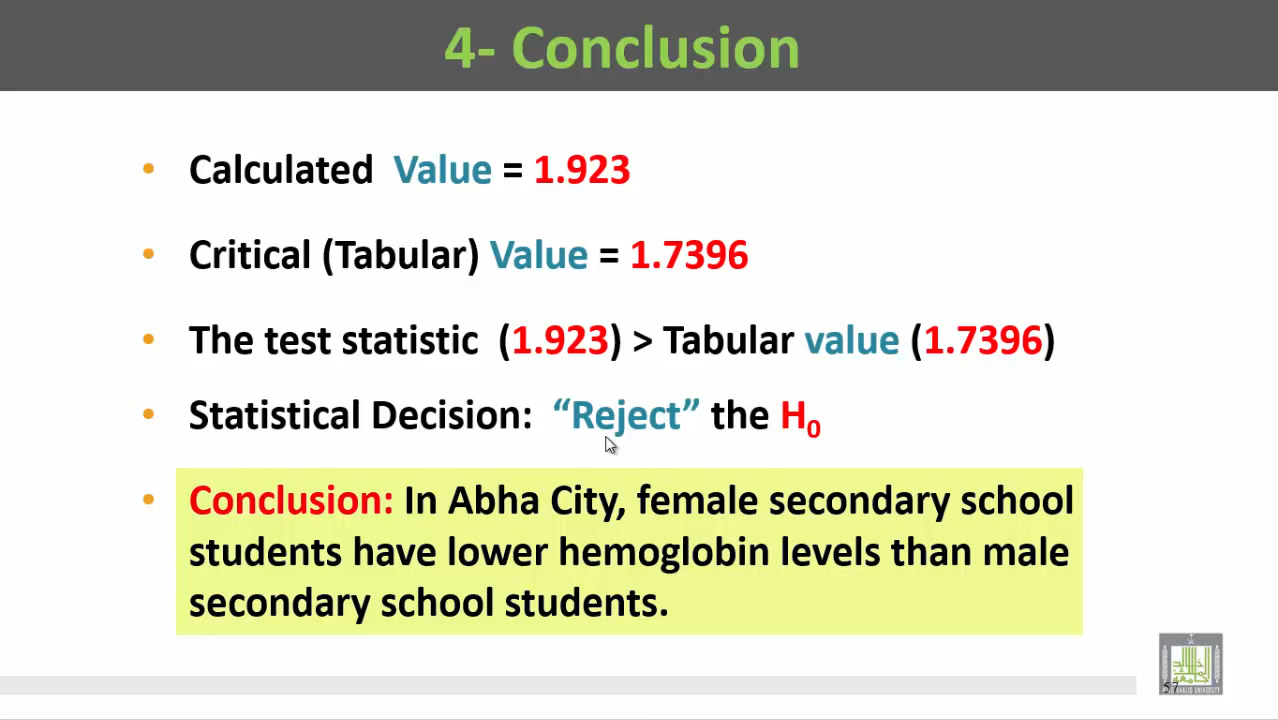 4- Conclusion
• Calculated Value = 1.923
• Critical (Tabular) Value = 1.7396
• The test statistic (1.923) > Tabular value (1.7396)
• Statistical Decision: “Reject” the H₀
• Conclusion: In Abha City, female secondary school
students have lower hemoglobin levels than male
secondary school students.
57